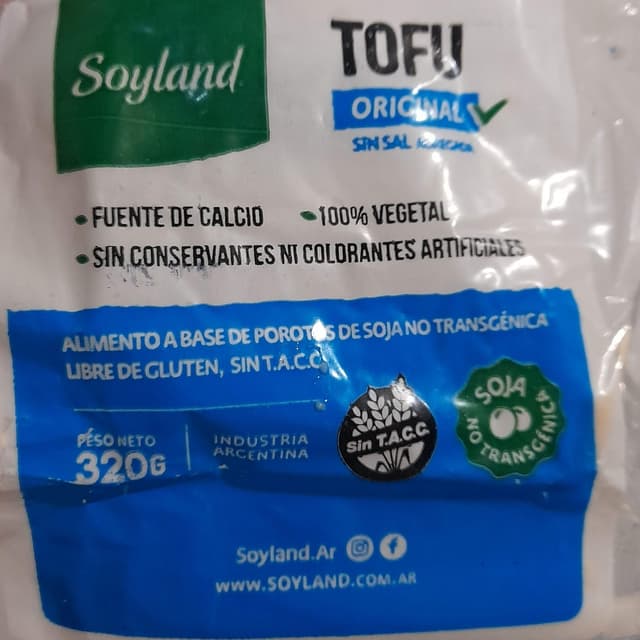 Soyland
TOFU
ORIGINAL
SIN SAL
• FUENTE DE CALCIO • 100% VEGETAL
• SIN CONSERVANTES NI COLORANTES ARTIFICIALES
ALIMENTO A BASE DE POROTOS DE SOJA NO TRANSGÉNICA
LIBRE DE GLUTEN, SIN T.A.C.C.
PESO NETO
320G
INDUSTRIA
ARGENTINA
Sin T.A.C.C.
SOJA
NO TRANSGÉNICA
Soyland.Ar
www.SOYLAND.COM.AR